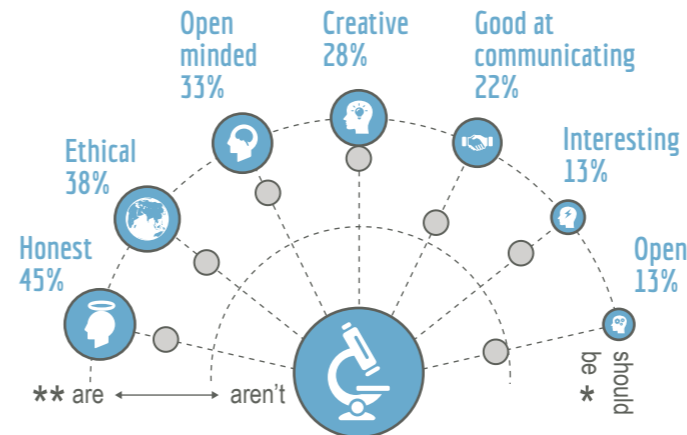 Open
minded
33%
Creative
28%
Good at
communicating
22%
Ethical
38%
Interesting
13%
Honest
45%
Open
13%
** are
aren't
should
be *